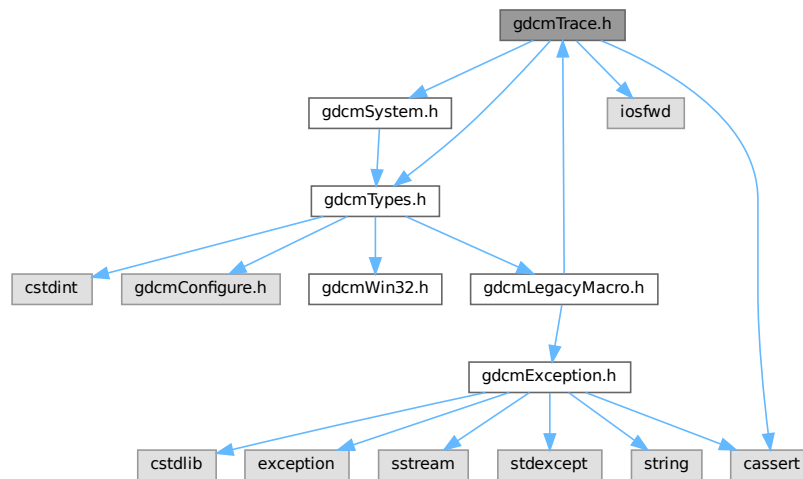 gdcmTrace.h
gdcmSystem.h
iosfwd
gdcmTypes.h
cstdint
gdcmConfigure.h
gdcmWin32.h
gdcmLegacyMacro.h
gdcmException.h
cstdlib
exception
sstream
stdexcept
string
cassert